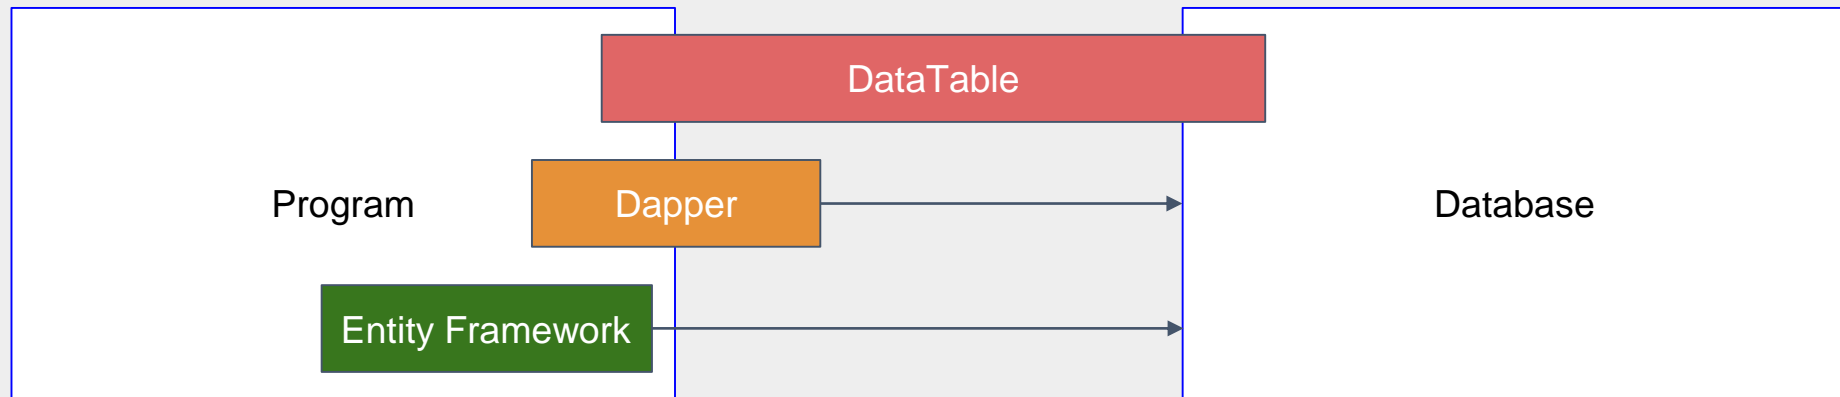 DataTable
Program
Dapper
Database
Entity Framework